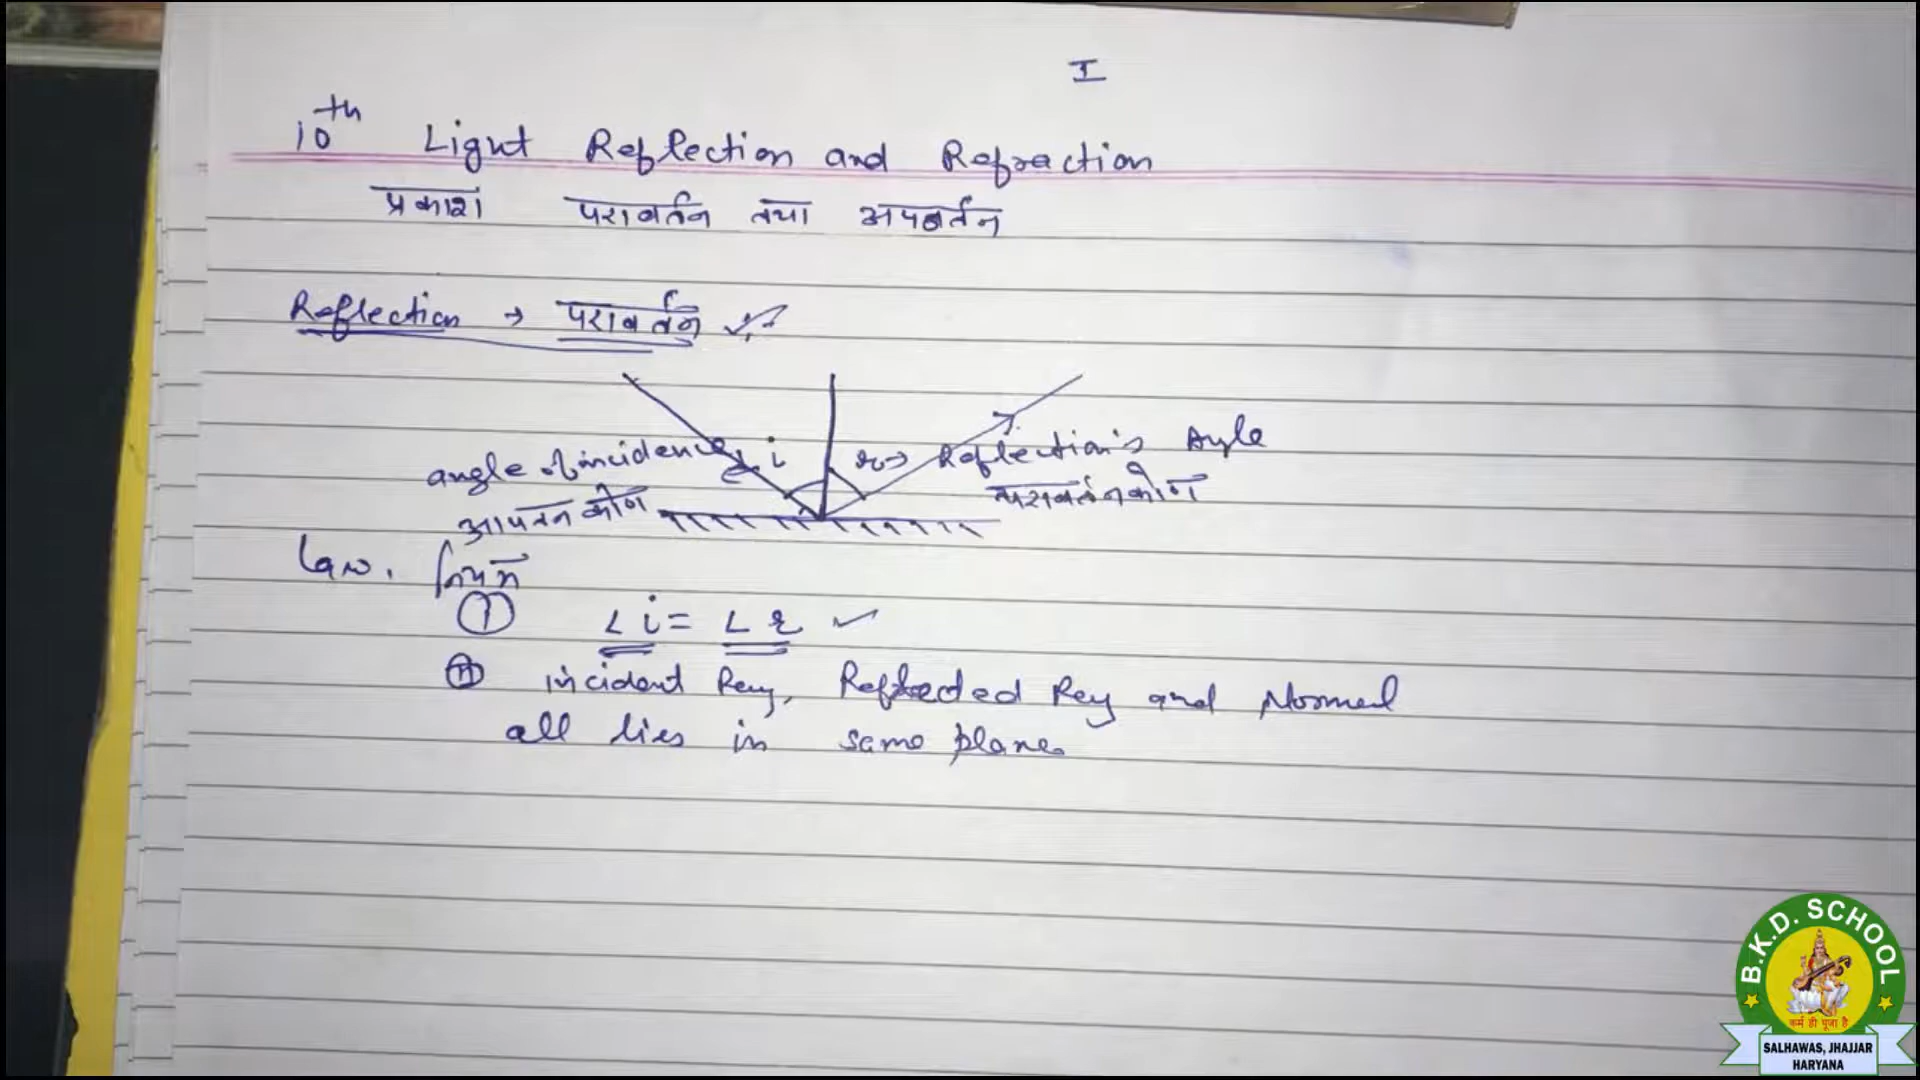 I
10th Light Reflection and Refraction
प्रकाश परावर्तन तथा अपवर्तन
Reflection → परावर्तन
angle of incidence i r → Reflection's Angle
आपतन कोण परावर्तन कोण
Law. नियम
I ∠i = ∠r
II incident Ray, Reflected Ray and Normal
all lies in same plane
B.K.D. SCHOOL
कर्म ही पूजा है
SALHAWAS, JHAJJAR
HARYANA